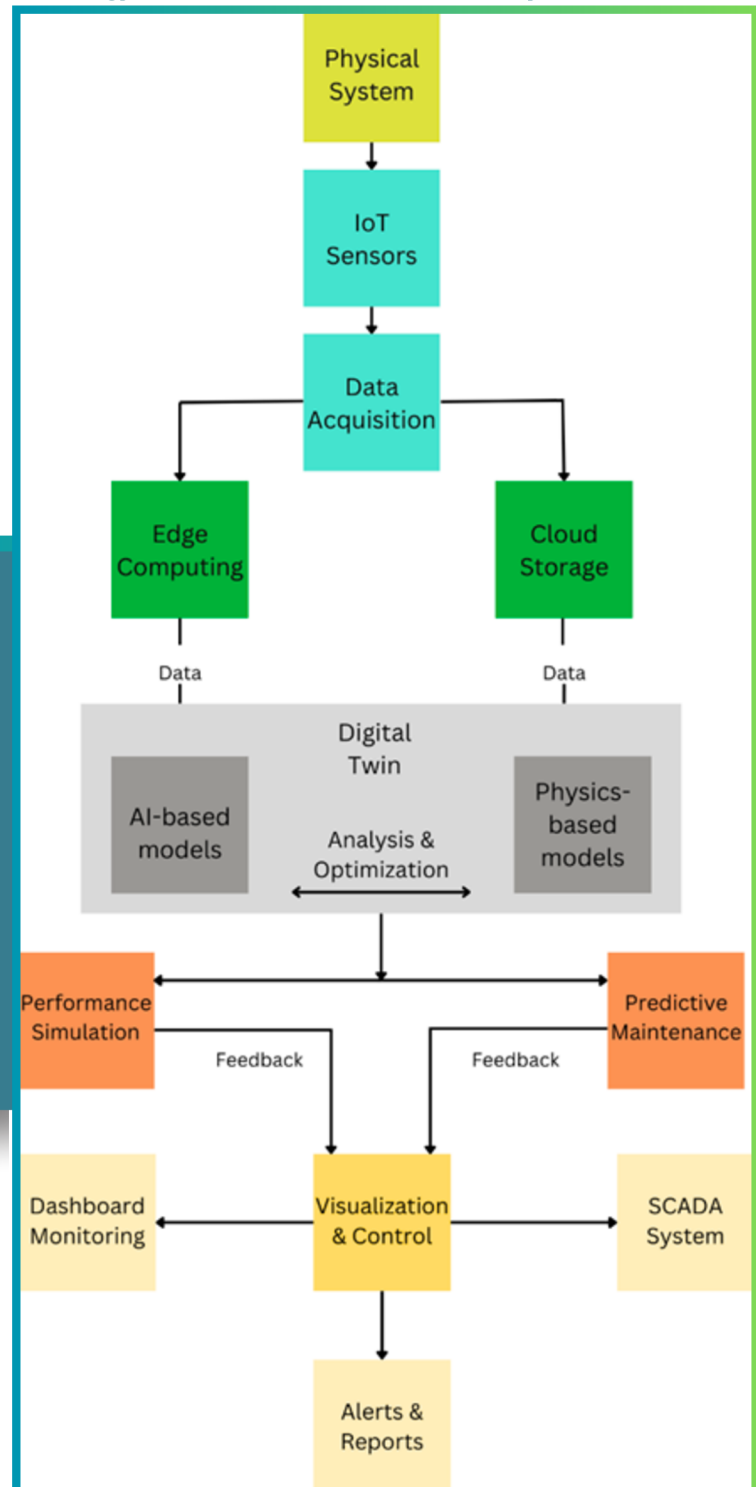 Physical
System
IoT
Sensors
Data
Acquisition
Edge
Computing
Cloud
Storage
Data
Data
Digital
Twin
AI-based
models
Physics-
based
models
Analysis &
Optimization
Performance
Simulation
Predictive
Maintenance
Feedback
Feedback
Dashboard
Monitoring
Visualization
& Control
SCADA
System
Alerts &
Reports